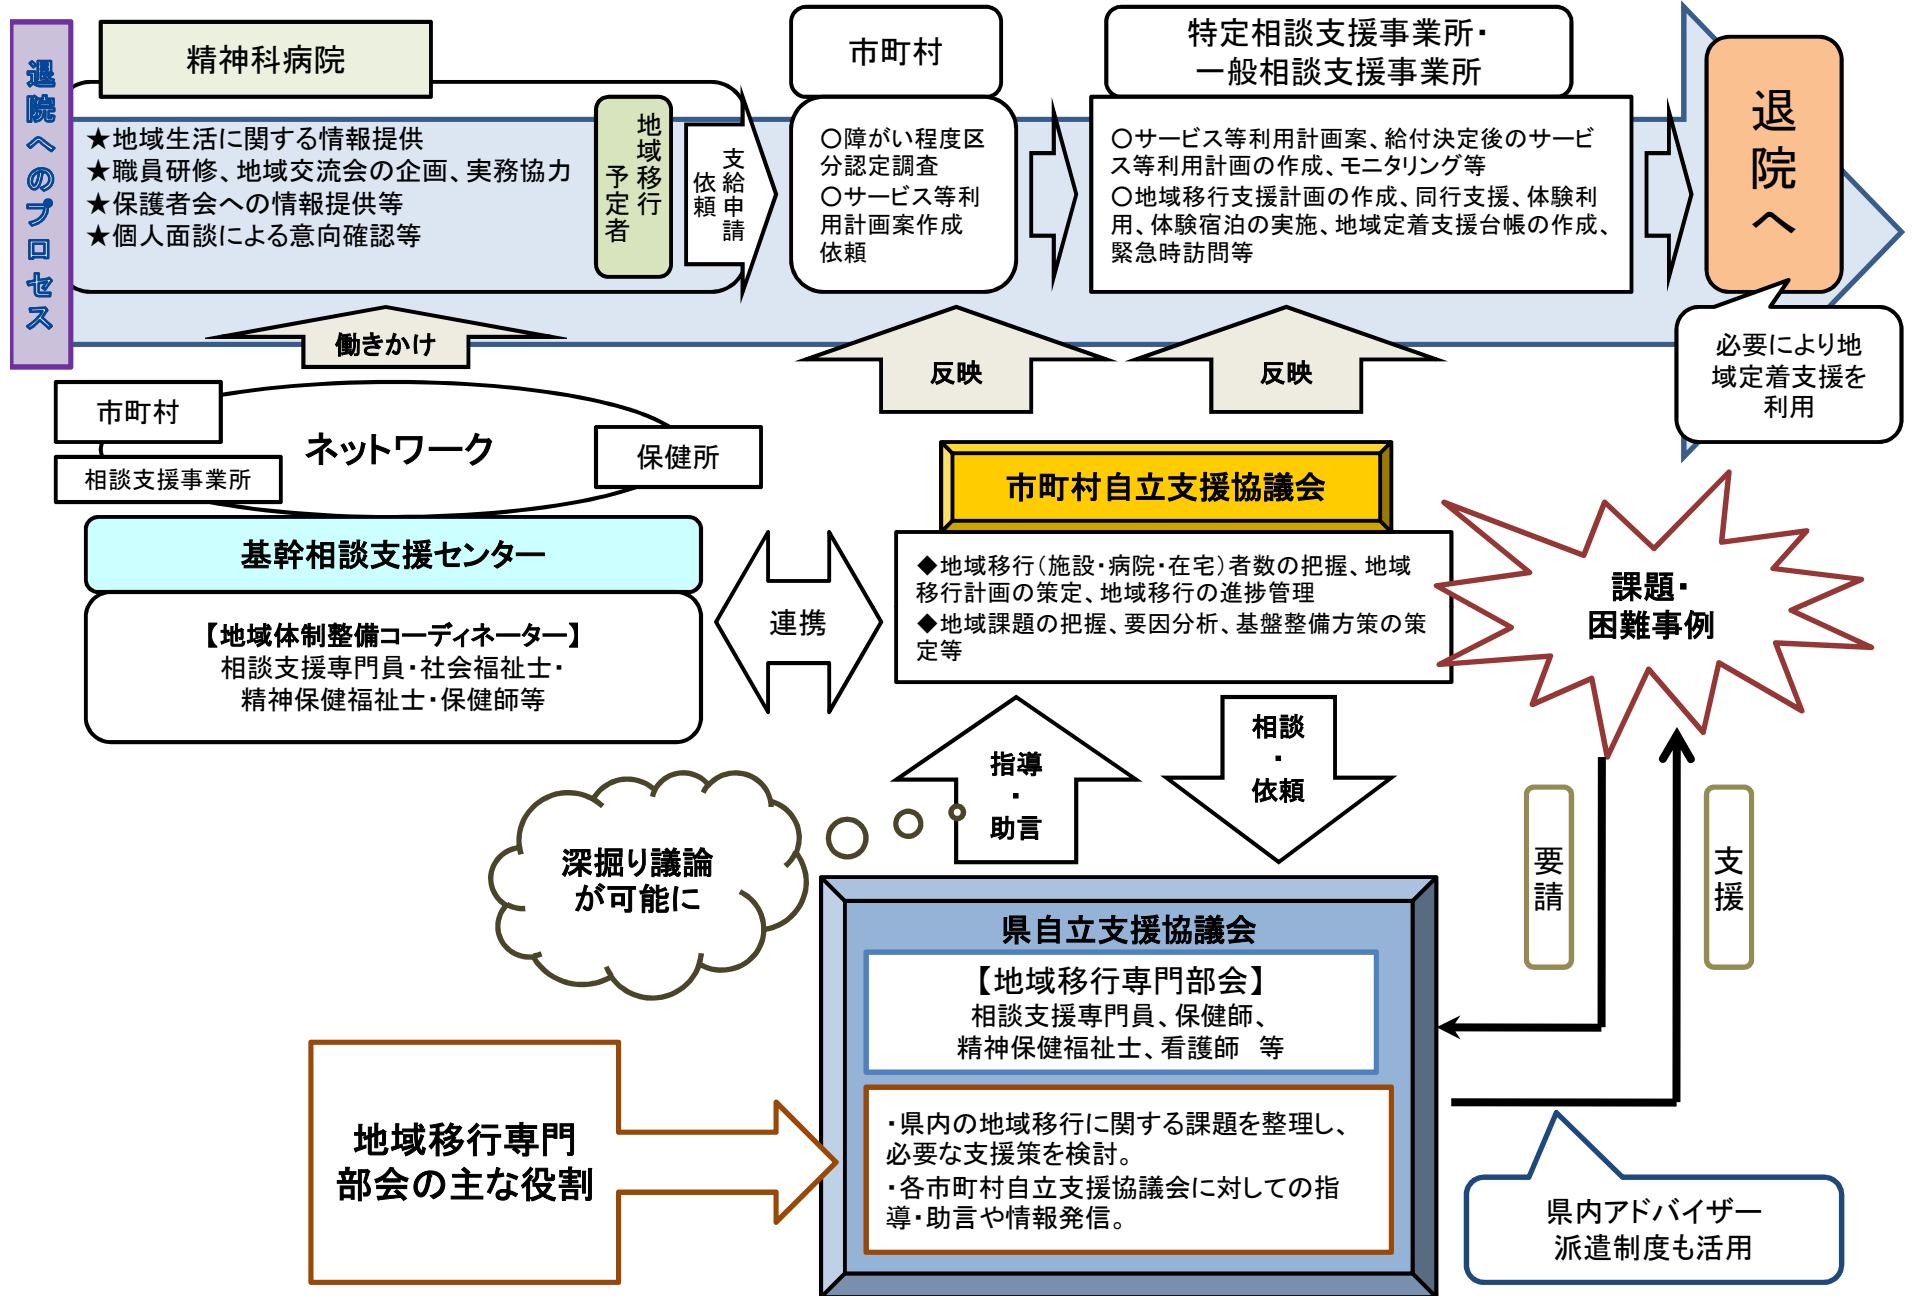 退院へのプロセス
精神科病院
★地域生活に関する情報提供
★職員研修、地域交流会の企画、実務協力
★保護者会への情報提供等
★個人面談による意向確認等
地域移行
予定者
支給申請
依頼
市町村
○障がい程度区
分認定調査
○サービス等利
用計画案作成
依頼
特定相談支援事業所・
一般相談支援事業所
○サービス等利用計画案、給付決定後のサービ
ス等利用計画の作成、モニタリング等
○地域移行支援計画の作成、同行支援、体験利
用、体験宿泊の実施、地域定着支援台帳の作成、
緊急時訪問等
退院へ
必要により地
域定着支援を
利用
働きかけ
反映
反映
市町村
ネットワーク
保健所
相談支援事業所
基幹相談支援センター
【地域体制整備コーディネーター】
相談支援専門員・社会福祉士・
精神保健福祉士・保健師等
連携
市町村自立支援協議会
◆地域移行（施設・病院・在宅）者数の把握、地域
移行計画の策定、地域移行の進捗管理
◆地域課題の把握、要因分析、基盤整備方策の策
定等
課題・
困難事例
指導
・
助言
相談
・
依頼
要請
支援
深掘り議論
が可能に
県自立支援協議会
【地域移行専門部会】
相談支援専門員、保健師、
精神保健福祉士、看護師　等
地域移行専門
部会の主な役割
・県内の地域移行に関する課題を整理し、
必要な支援策を検討。
・各市町村自立支援協議会に対しての指
導・助言や情報発信。
県内アドバイザー
派遣制度も活用